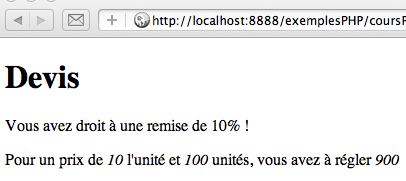 http://localhost:8888/exemplesPHP/coursP
Devis
Vous avez droit à une remise de 10% !
Pour un prix de 10 l'unité et 100 unités, vous avez à régler 900